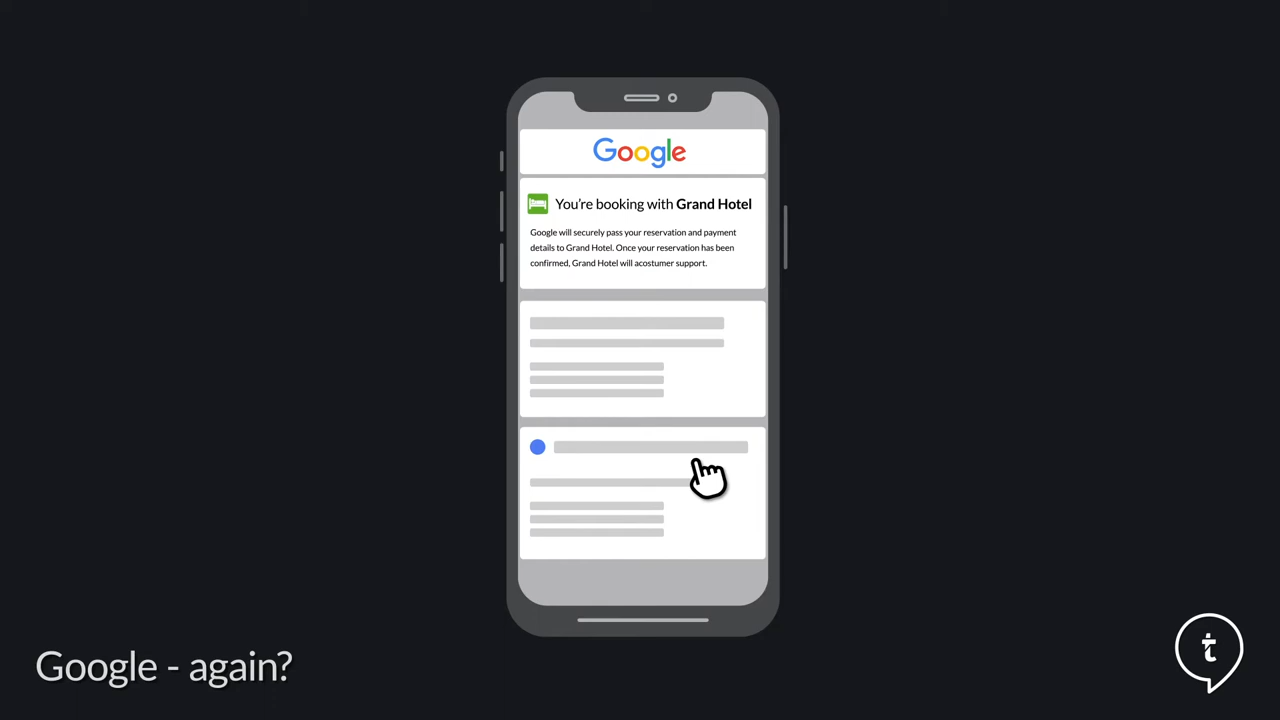 Google
You're booking with Grand Hotel
Google will securely pass your reservation and payment
details to Grand Hotel. Once your reservation has been
confirmed, Grand Hotel will acostumer support.
Google - again?
t